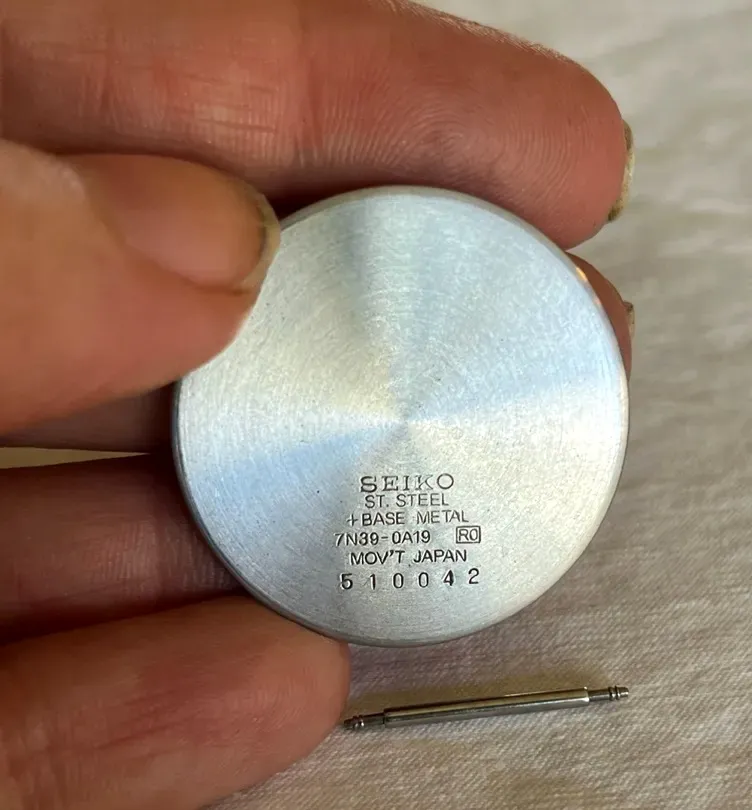 SEIKO
ST. STEEL
+BASE METAL
7N39-0A19 R0
MOV'T JAPAN
510042